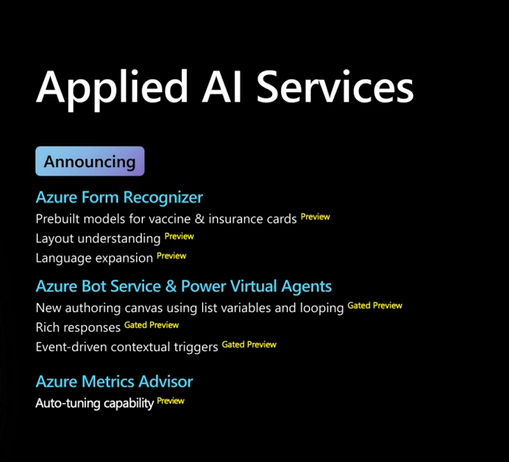 Applied AI Services
Announcing
Azure Form Recognizer
Prebuilt models for vaccine & insurance cards Preview
Layout understanding Preview
Language expansion Preview
Azure Bot Service & Power Virtual Agents
New authoring canvas using list variables and looping Gated Preview
Rich responses Gated Preview
Event-driven contextual triggers Gated Preview
Azure Metrics Advisor
Auto-tuning capability Preview